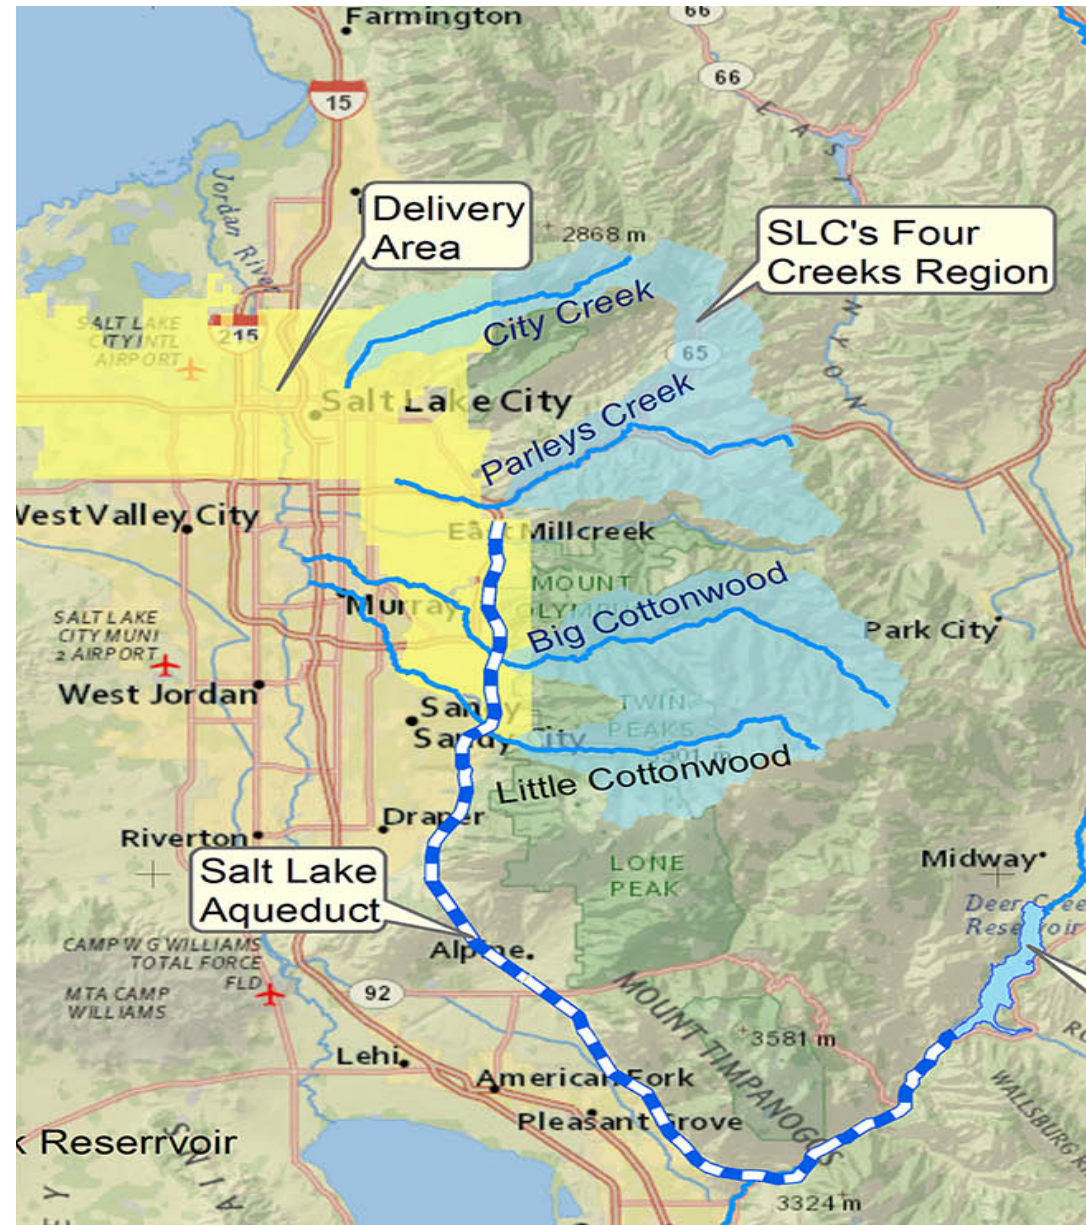 Farmington
66
66
15
EAST
CANYON
Jordan River
Delivery
Area
2868 m
SLC's Four
Creeks Region
City Creek
SALT LAKE
CITY INTL
AIRPORT
215
65
Salt Lake City
Parleys Creek
West Valley City
East Millcreek
MOUNT
Murray
Big Cottonwood
SALT LAKE
CITY MUNI
2 AIRPORT
Park City
West Jordan
TWIN
PEAKS
Sandy
Sandy City
Little Cottonwood
Draper
Riverton
LONE
PEAK
Midway
Salt Lake
Aqueduct
Deer Creek
Reservoir
CAMP W G WILLIAMS
TOTAL FORCE
FLD
MTA CAMP
WILLIAMS
Alpine
92
MOUNT TIMPANOGOS
3581 m
Lehi
American Fork
WALLSBURG
Pleasant Grove
k Reserrvoir
3324 m